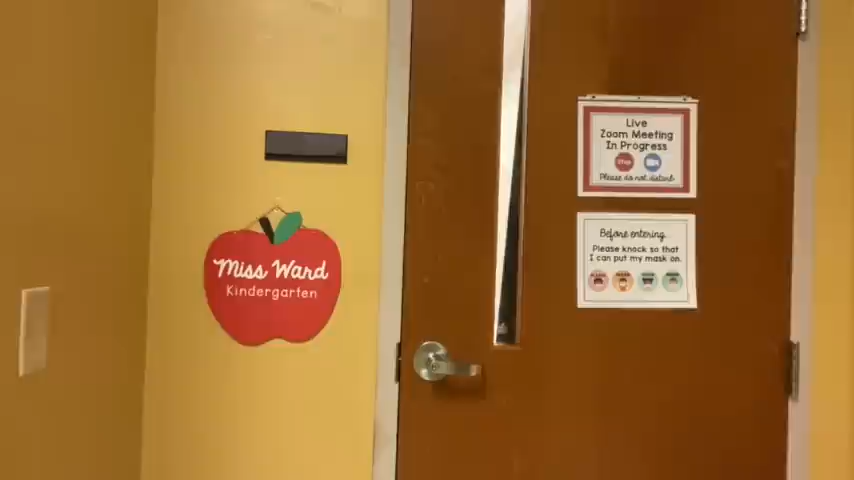 Miss Ward
Kindergarten
Live
Zoom Meeting
In Progress
STOP
Please do not disturb
Before entering
Please knock so that
I can put my mask on.